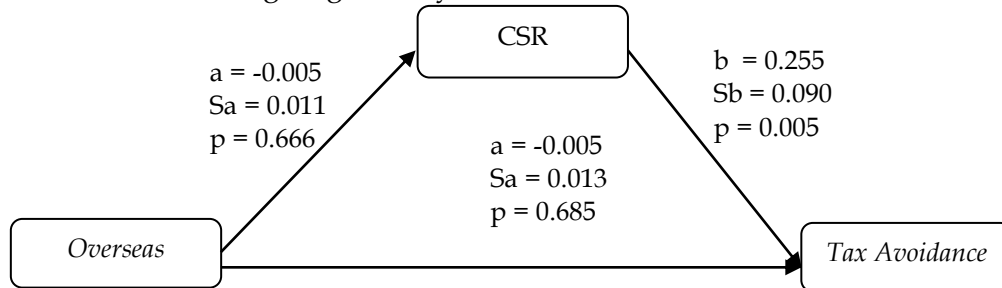 CSR
a = -0.005
Sa = 0.011
p = 0.666
b = 0.255
Sb = 0.090
p = 0.005
a = -0.005
Sa = 0.013
p = 0.685
Overseas
Tax Avoidance